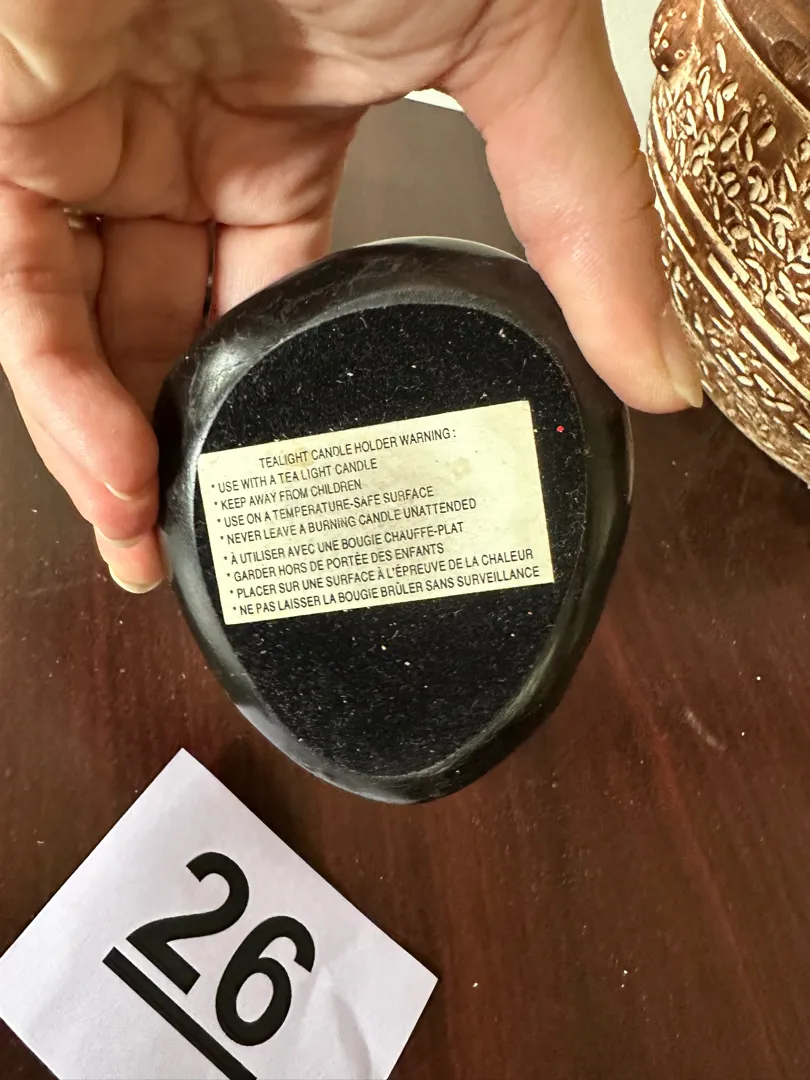 TEALIGHT CANDLE HOLDER WARNING :
* USE WITH A TEA LIGHT CANDLE
* KEEP AWAY FROM CHILDREN
* USE ON A TEMPERATURE-SAFE SURFACE
* NEVER LEAVE A BURNING CANDLE UNATTENDED
* À UTILISER AVEC UNE BOUGIE CHAUFFE-PLAT
* GARDER HORS DE PORTÉE DES ENFANTS
* PLACER SUR UNE SURFACE À L'ÉPREUVE DE LA CHALEUR
* NE PAS LAISSER LA BOUGIE BRÛLER SANS SURVEILLANCE
26